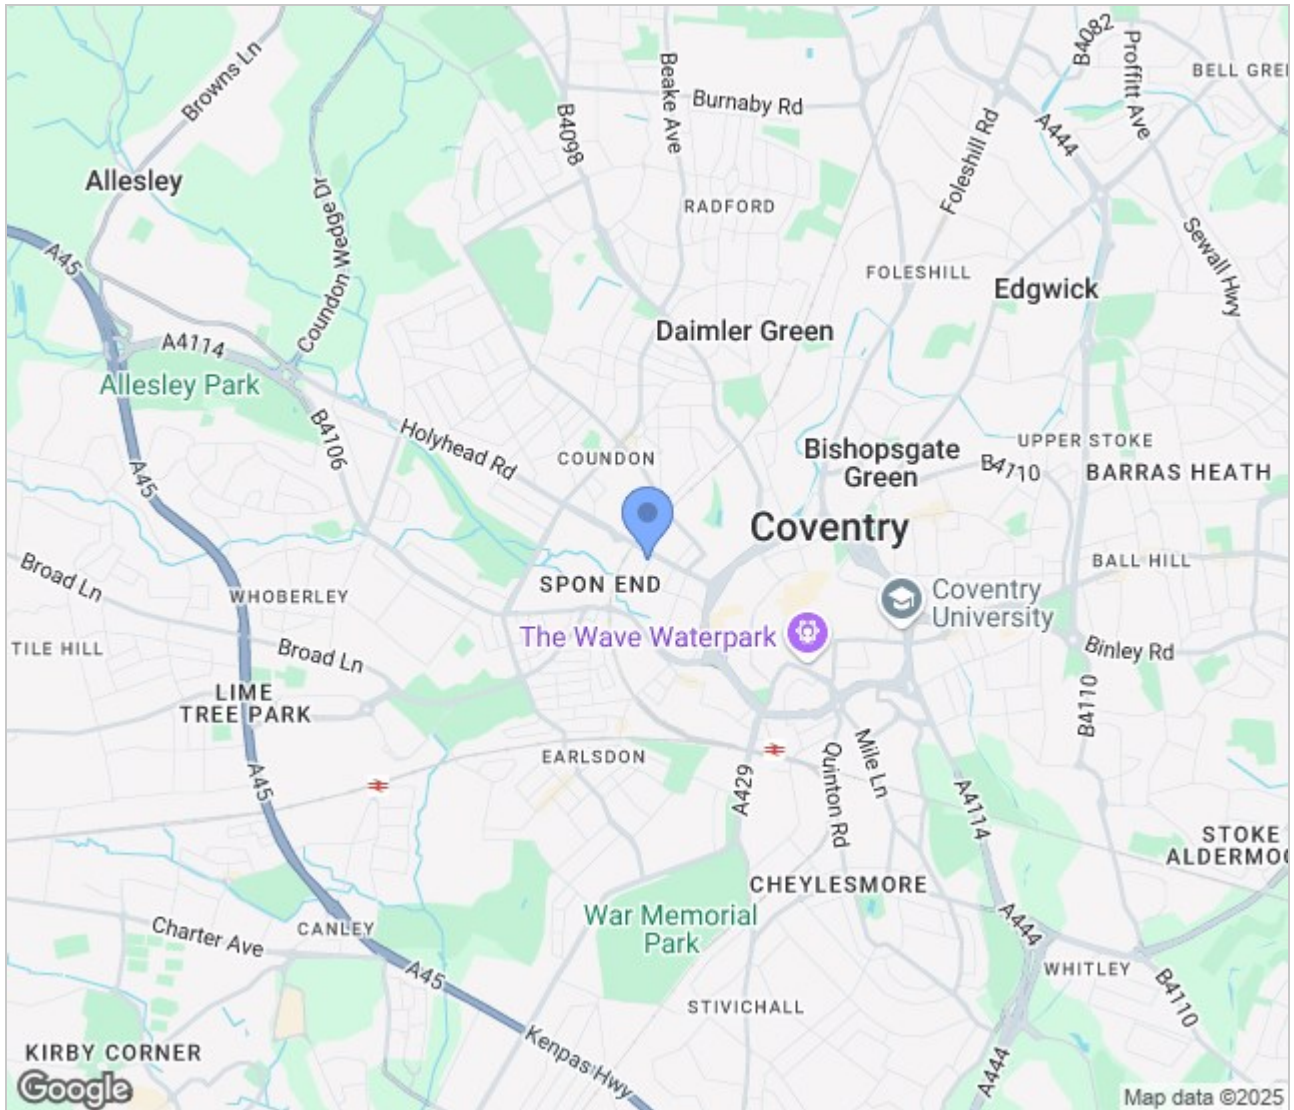 B4082
Proffitt Ave
BELL GREE
Browns Ln
Beake Ave
Burnaby Rd
B4098
A444
Foleshill Rd
Allesley
Coundon Wedge Dr
RADFORD
Sewall Hwy
A45
FOLESHILL
Edgwick
Daimler Green
A4114
Allesley Park
B4106
Holyhead Rd
COUNDON
Bishopsgate
Green
UPPER STOKE
B4710
BARRAS HEATH
A45
Coventry
BALL HILL
Broad Ln
WHOBERLEY
SPON END
Coventry
University
The Wave Waterpark
TILE HILL
Broad Ln
Binley Rd
LIME
TREE PARK
B4110
EARLSDON
Mile Ln
Quinton Rd
A429
A45
A4114
STOKE
ALDERMOO
CHEYLESMORE
War Memorial
Park
Charter Ave
CANLEY
A444
A45
WHITLEY
B4110
STIVICHALL
KIRBY CORNER
Kenpas Hwy
A444
Google
Map data ©2025